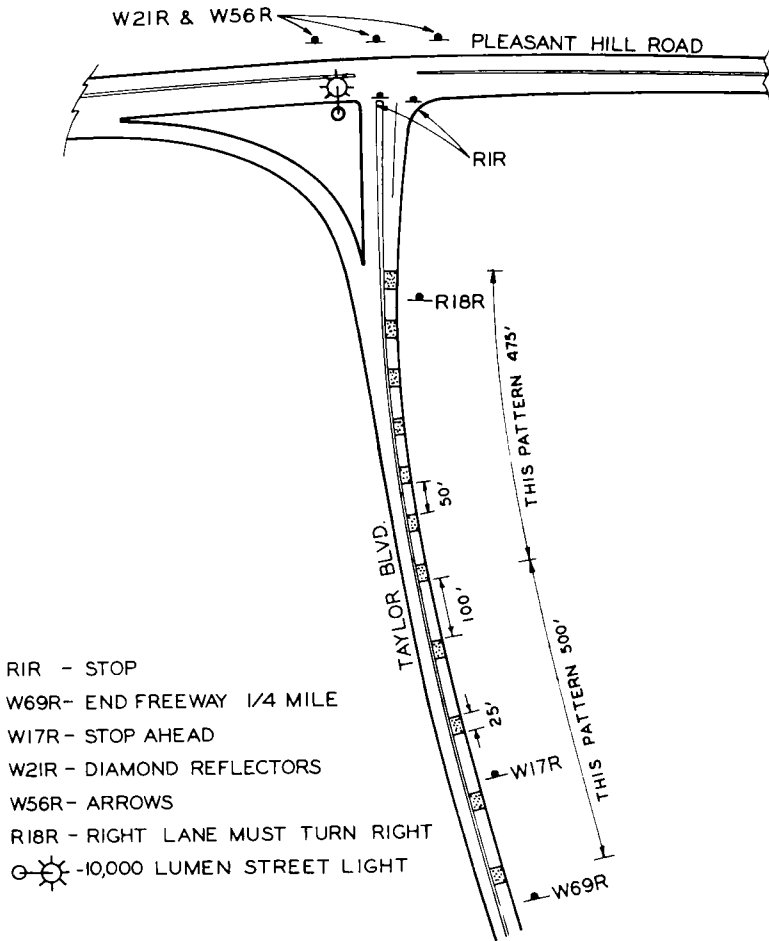 W21R & W56R
PLEASANT HILL ROAD
R1R
R18R
THIS PATTERN 475'
50'
TAYLOR BLVD.
100'
THIS PATTERN 500'
25'
W17R
W69R
R1R - STOP
W69R- END FREEWAY 1/4 MILE
W17R- STOP AHEAD
W21R - DIAMOND REFLECTORS
W56R- ARROWS
R18R - RIGHT LANE MUST TURN RIGHT
-10,000 LUMEN STREET LIGHT